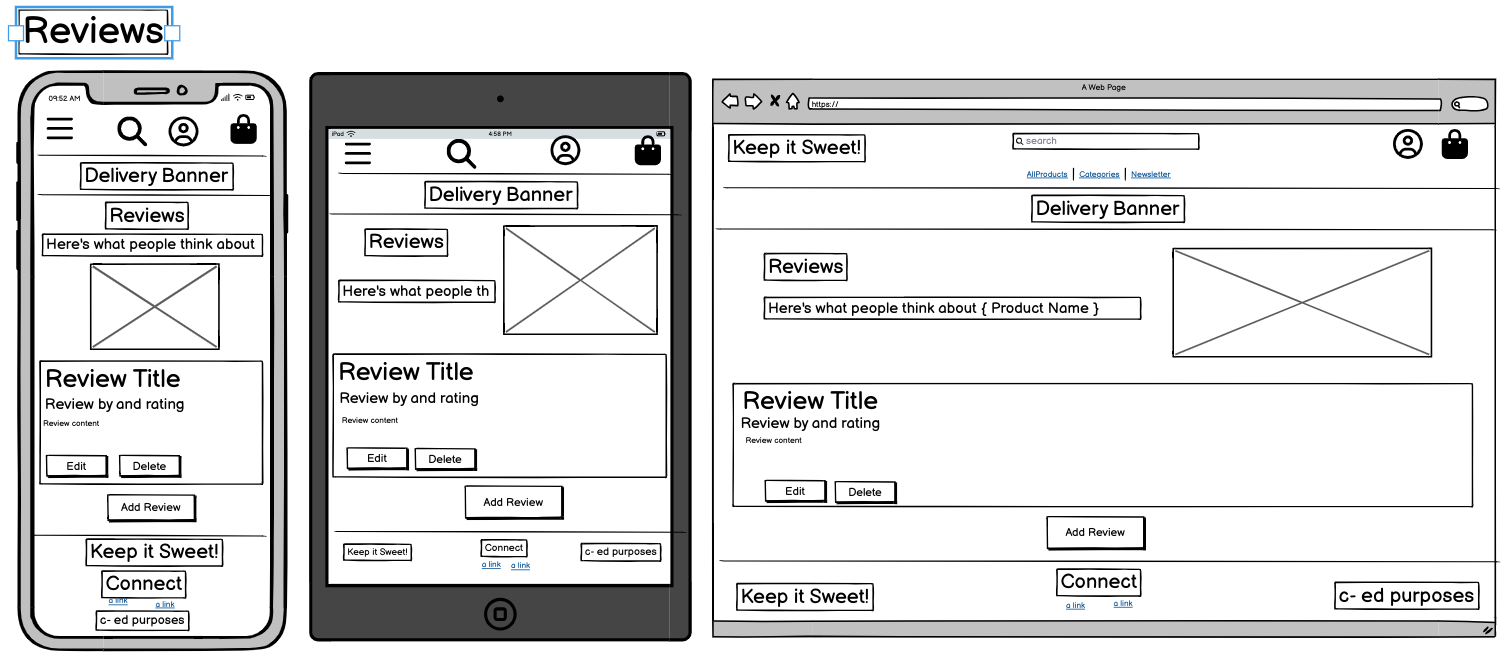 Reviews
09:52 AM
Delivery Banner
Reviews
Here's what people think about
Review Title
Review by and rating
Review content
Edit
Delete
Add Review
Keep it Sweet!
Connect
a link
a link
c- ed purposes
iPad
4:58 PM
Delivery Banner
Reviews
Here's what people th
Review Title
Review by and rating
Review content
Edit
Delete
Add Review
Keep it Sweet!
Connect
a link
a link
c- ed purposes
A Web Page
https://
Keep it Sweet!
search
AllProducts | Categories | Newsletter
Delivery Banner
Reviews
Here's what people think about { Product Name }
Review Title
Review by and rating
Review content
Edit
Delete
Add Review
Keep it Sweet!
Connect
a link
a link
c- ed purposes